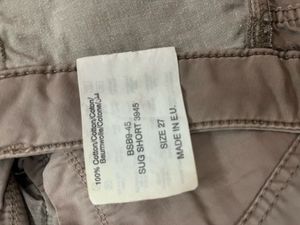 100% Cotton/Cotton/Coton/
Baumwolle/Cotone/
BSB9-45
SUG SHORT 3945
SIZE 27
MADE IN E.U.